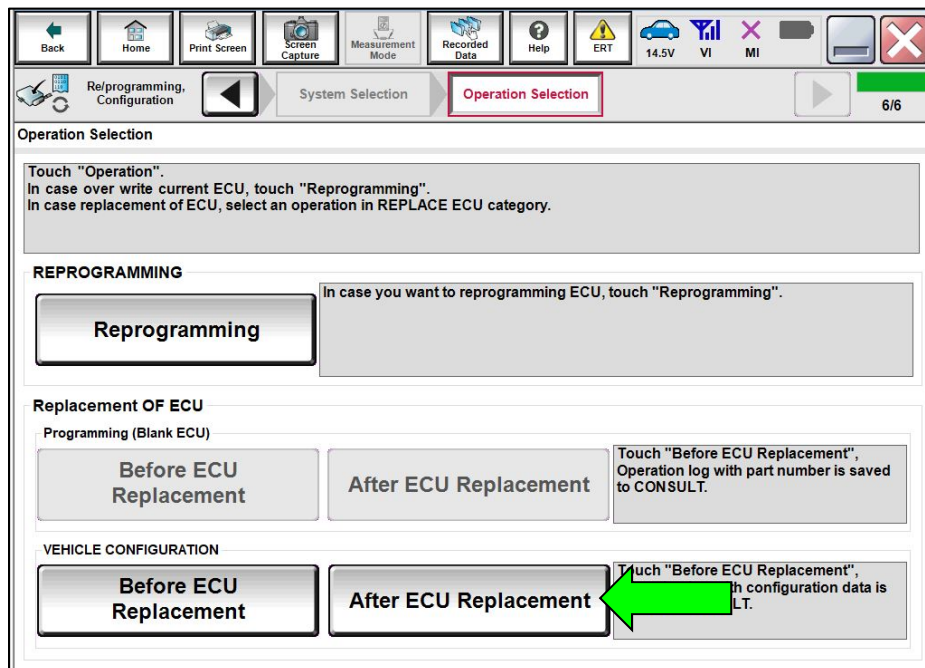 Back
Home
Print Screen
Screen
Capture
Measurement
Mode
Recorded
Data
Help
ERT
14.5V
VI
MI
Re/programming,
Configuration
System Selection
Operation Selection
6/6
Operation Selection
Touch "Operation".
In case over write current ECU, touch "Reprogramming".
In case replacement of ECU, select an operation in REPLACE ECU category.
REPROGRAMMING
Reprogramming
In case you want to reprogramming ECU, touch "Reprogramming".
Replacement OF ECU
Programming (Blank ECU)
Before ECU
Replacement
After ECU Replacement
Touch "Before ECU Replacement",
Operation log with part number is saved
to CONSULT.
VEHICLE CONFIGURATION
Before ECU
Replacement
After ECU Replacement
Touch "Before ECU Replacement",
configuration data is